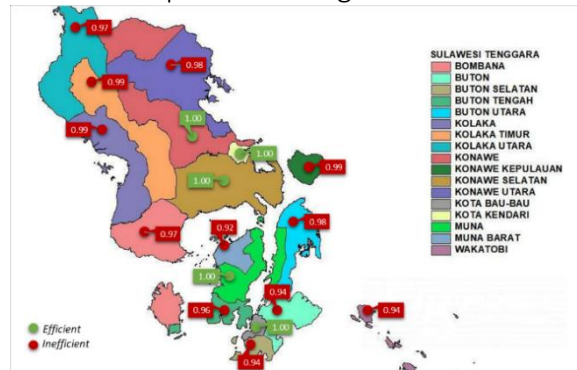 0.97
0.98
0.99
0.99
1.00
1.00
0.99
1.00
0.97
0.92
0.98
1.00
0.94
0.96
0.94
1.00
0.94
SULAWESI TENGGARA
BOMBANA
BUTON
BUTON SELATAN
BUTON TENGAH
BUTON UTARA
KOLAKA
KOLAKA TIMUR
KOLAKA UTARA
KONAWE
KONAWE KEPULAUAN
KONAWE SELATAN
KONAWE UTARA
KOTA BAU-BAU
KOTA KENDARI
MUNA
MUNA BARAT
WAKATOBI
Efficient
Inefficient